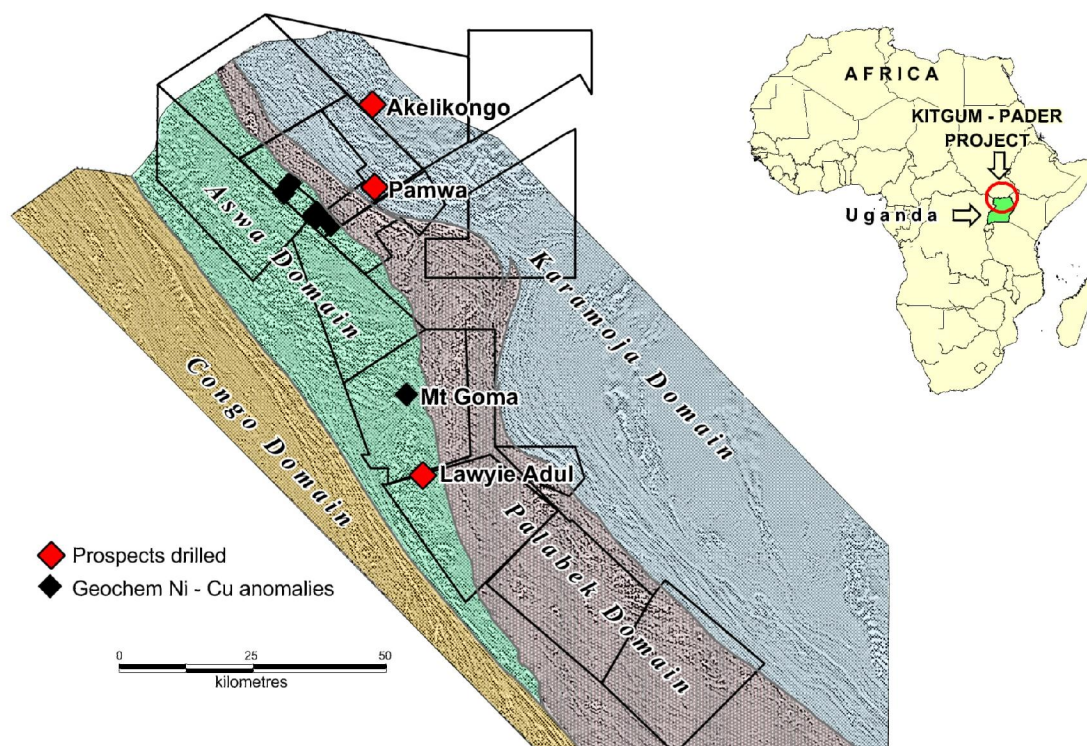 Akelikongo
Pamwa
Aswa Domain
Karamoja Domain
Congo Domain
Mt Goma
Lawyie Adul
Palabek Domain
Prospects drilled
Geochem Ni - Cu anomalies
0 25 50
kilometres
AFRICA
KITGUM - PADER
PROJECT
Uganda